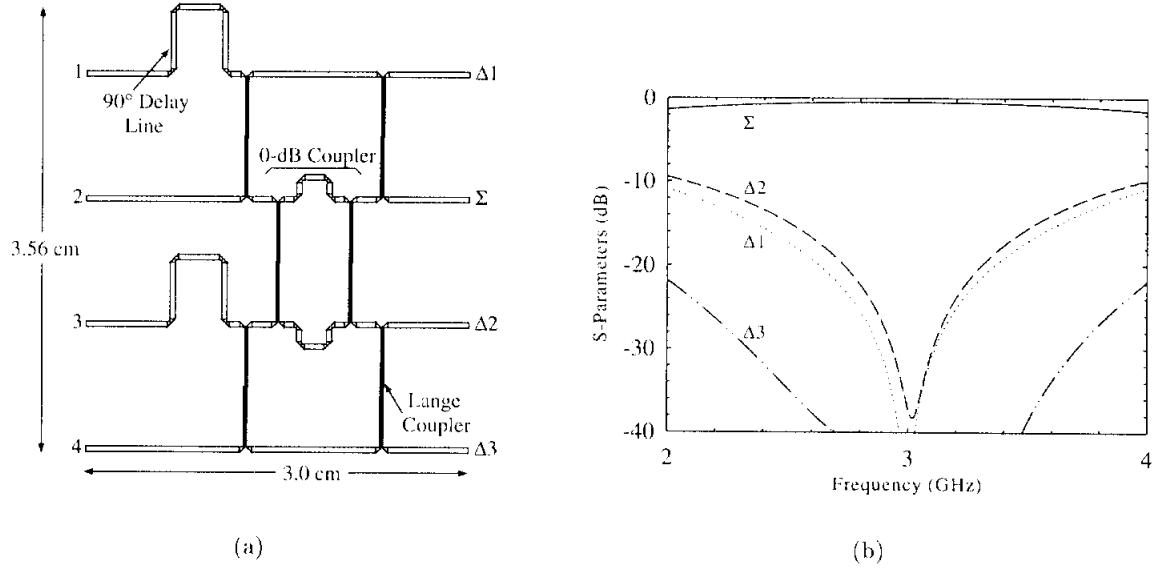 1
Δ1
90° Delay
Line
0-dB Coupler
2
Σ
3.56 cm
3
Δ2
Lange
Coupler
4
Δ3
3.0 cm
(a)
0
-10
-20
-30
-40
S-Parameters (dB)
Σ
Δ2
Δ1
Δ3
2
3
4
Frequency (GHz)
(b)